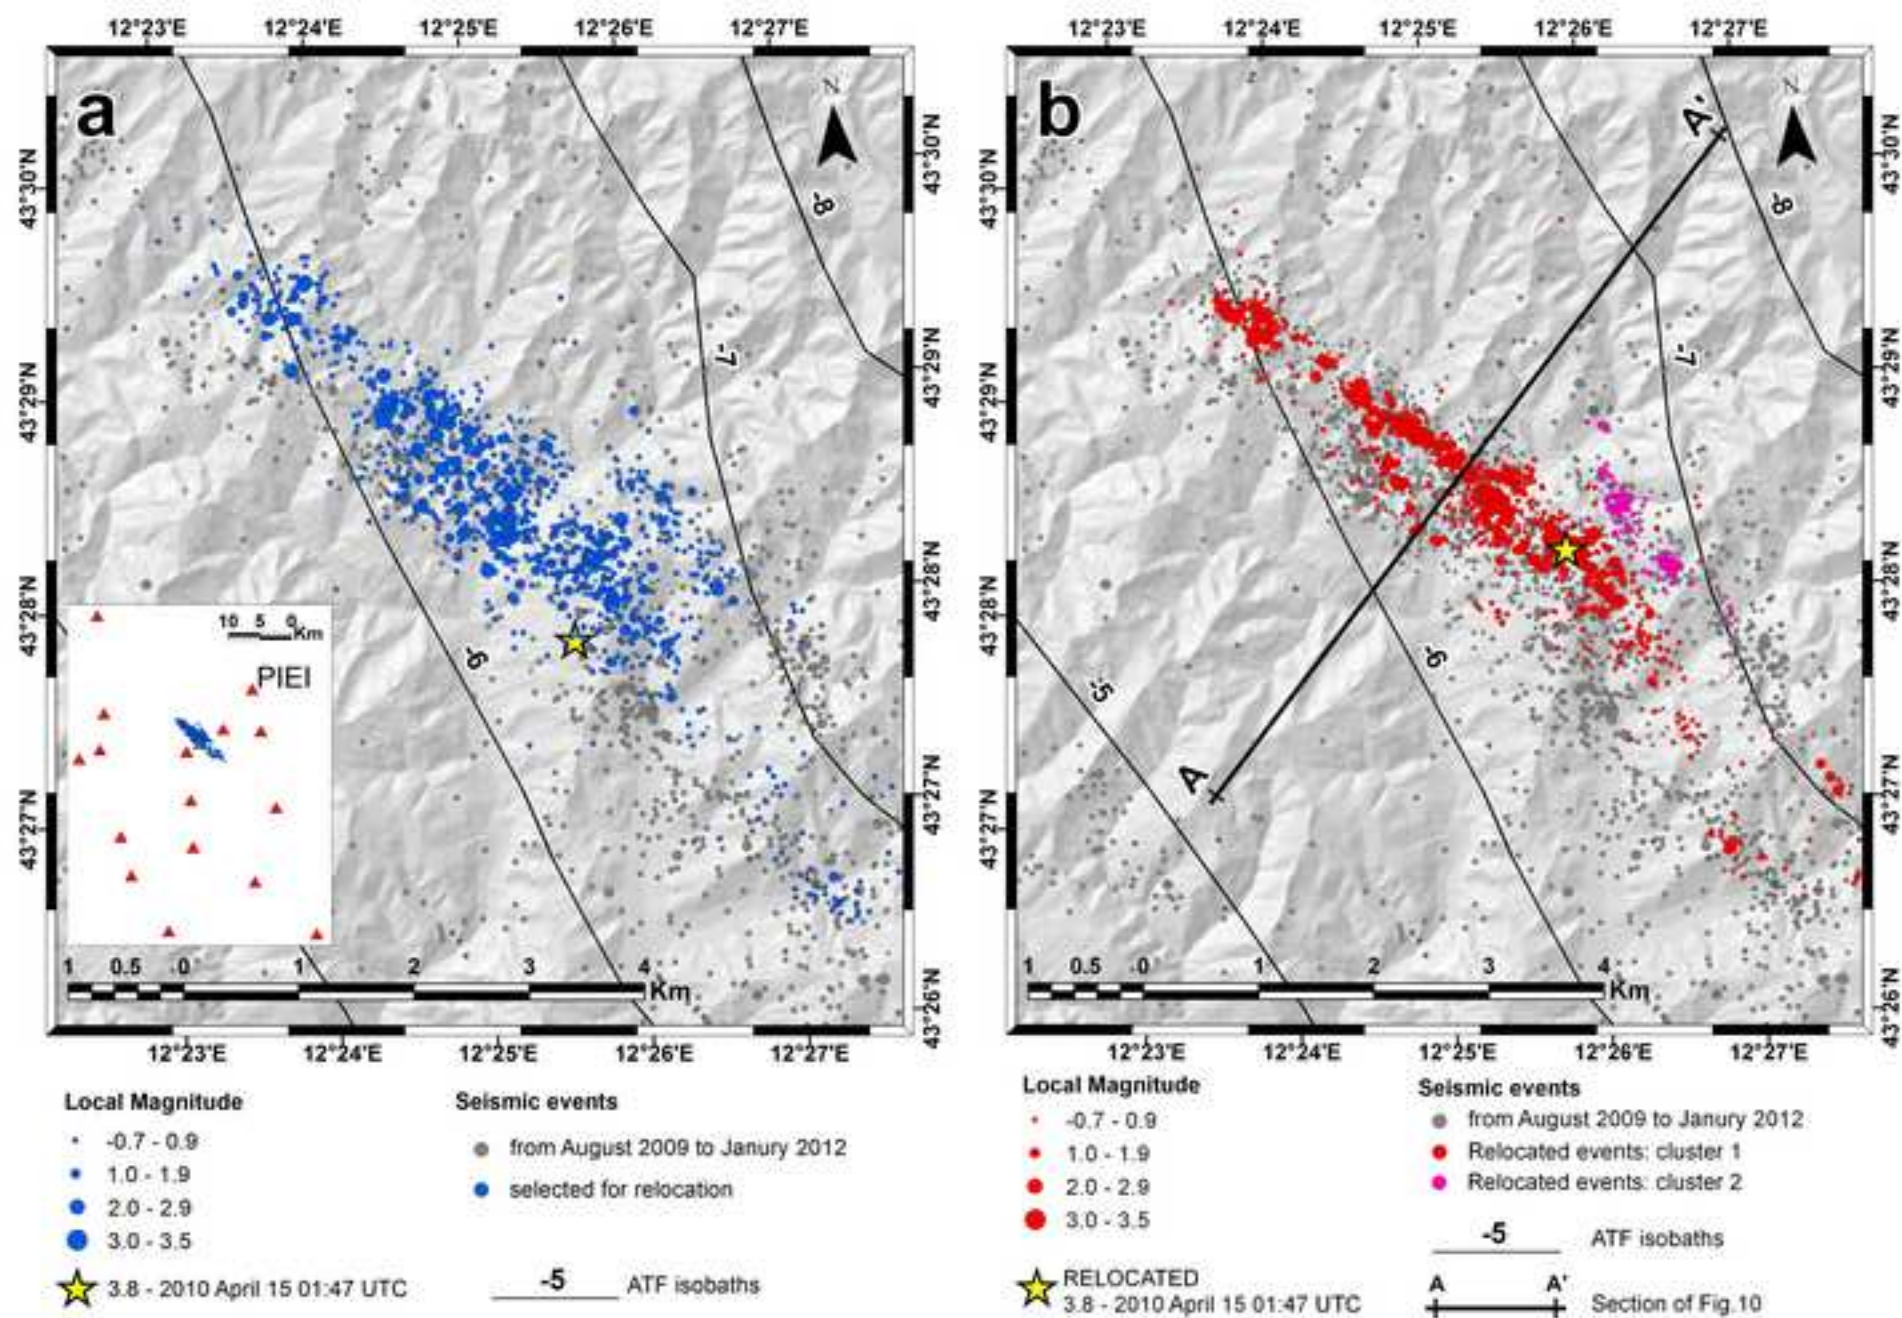 12°23'E 12°24'E 12°25'E 12°26'E 12°27'E
a
N
43°30'N
43°29'N
43°28'N
43°27'N
43°30'N
43°29'N
43°28'N
43°27'N
43°26'N
-8
-7
-6
10 5 0
Km
PIEI
1 0.5 0 1 2 3 4
Km
12°23'E 12°24'E 12°25'E 12°26'E 12°27'E
Local Magnitude
-0.7 - 0.9
1.0 - 1.9
2.0 - 2.9
3.0 - 3.5
3.8 - 2010 April 15 01:47 UTC
Seismic events
from August 2009 to Janury 2012
selected for relocation
-5 ATF isobaths
12°23'E 12°24'E 12°25'E 12°26'E 12°27'E
b
N
A'
43°30'N
43°29'N
43°28'N
43°27'N
43°30'N
43°29'N
43°28'N
43°27'N
43°26'N
-8
-7
-6
-5
A
1 0.5 0 1 2 3 4
Km
12°23'E 12°24'E 12°25'E 12°26'E 12°27'E
Local Magnitude
-0.7 - 0.9
1.0 - 1.9
2.0 - 2.9
3.0 - 3.5
RELOCATED
3.8 - 2010 April 15 01:47 UTC
Seismic events
from August 2009 to Janury 2012
Relocated events: cluster 1
Relocated events: cluster 2
-5 ATF isobaths
A A' Section of Fig.10